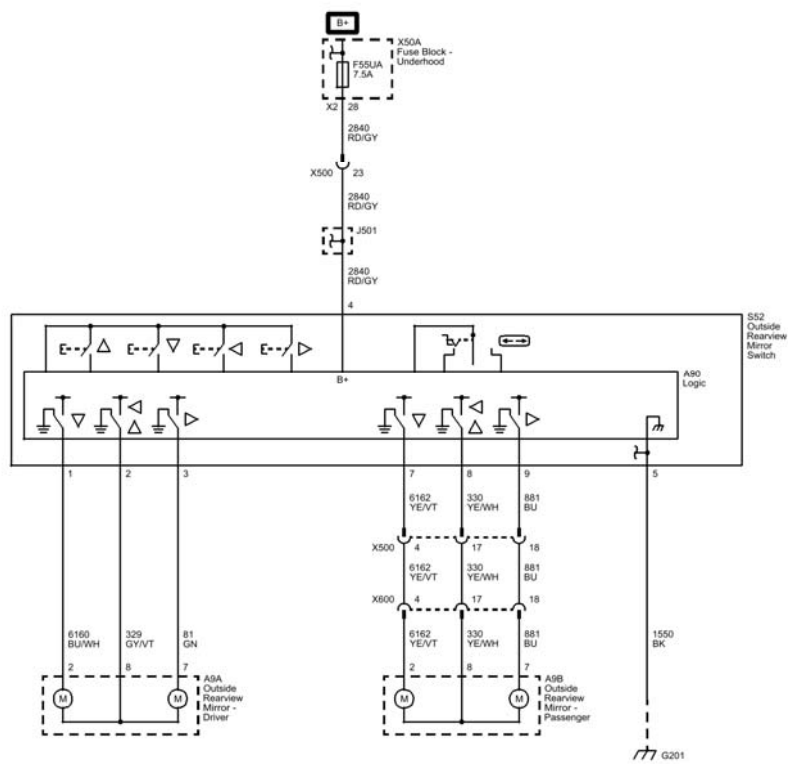 B+
X50A
Fuse Block -
Underhood
F55UA
7.5A
X2 28
2840
RD/GY
X500 23
2840
RD/GY
J501
2840
RD/GY
4
S52
Outside
Rearview
Mirror
Switch
B+
A90
Logic
1 2 3 7 8 9 5
6162
YE/VT
330
YE/WH
881
BU
X500 4 17 18
6162
YE/VT
330
YE/WH
881
BU
X600 4 17 18
6160
BU/WH
329
GY/VT
81
GN
6162
YE/VT
330
YE/WH
881
BU
1550
BK
2 8 7 2 8 7
A9A
Outside
Rearview
Mirror -
Driver
M M
A9B
Outside
Rearview
Mirror -
Passenger
M M
G201